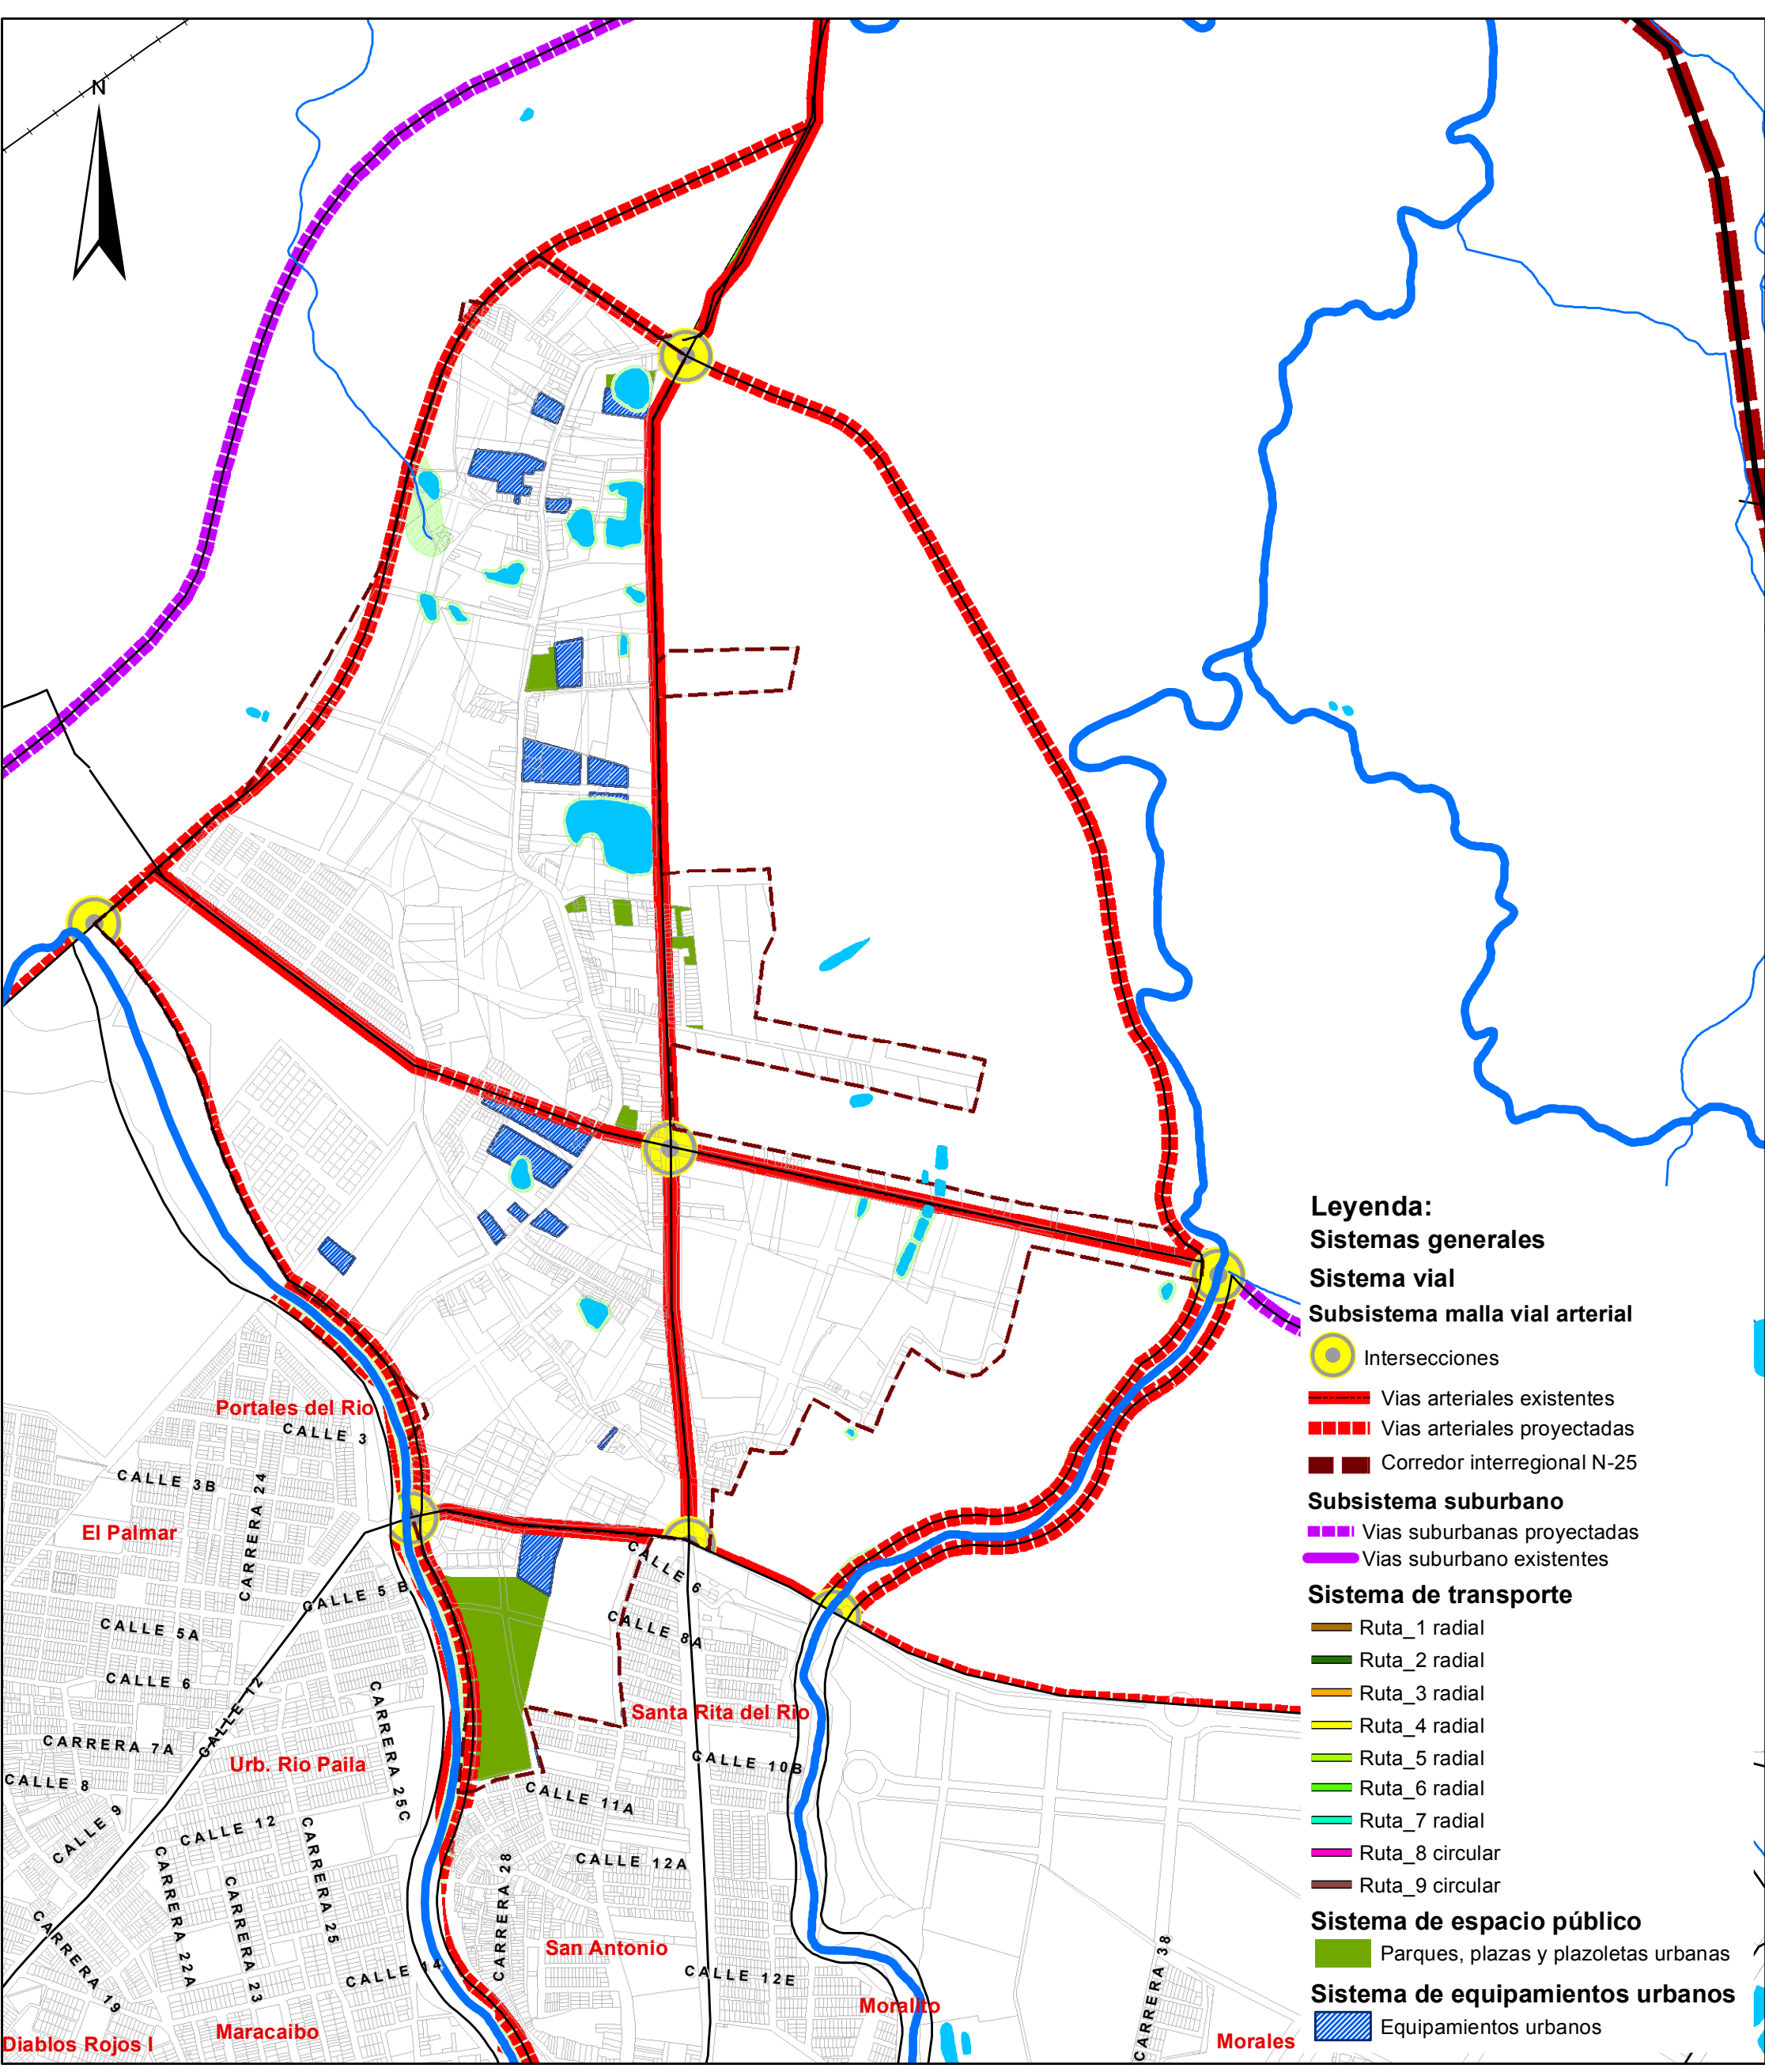 N
Portales del Rio
CALLE 3
CALLE 3B
CARRERA 24
El Palmar
CALLE 5 B
CALLE 5A
CALLE 6
CALLE 12
CARRERA 7A
CALLE 8
Urb. Rio Paila
CARRERA 25C
CALLE 9
CALLE 12
CARRERA 25
CARRERA 22A
CARRERA 23
CARRERA 19
CALLE 14
Maracaibo
Diablos Rojos I
CALLE 6
CALLE 8A
Santa Rita del Rio
CALLE 10B
CALLE 11A
CALLE 12A
CARRERA 28
San Antonio
CALLE 12E
Moralito
CARRERA 38
Morales
Leyenda:
Sistemas generales
Sistema vial
Subsistema malla vial arterial
Intersecciones
Vias arteriales existentes
Vias arteriales proyectadas
Corredor interregional N-25
Subsistema suburbano
Vias suburbanas proyectadas
Vias suburbano existentes
Sistema de transporte
Ruta_1 radial
Ruta_2 radial
Ruta_3 radial
Ruta_4 radial
Ruta_5 radial
Ruta_6 radial
Ruta_7 radial
Ruta_8 circular
Ruta_9 circular
Sistema de espacio público
Parques, plazas y plazoletas urbanas
Sistema de equipamientos urbanos
Equipamientos urbanos